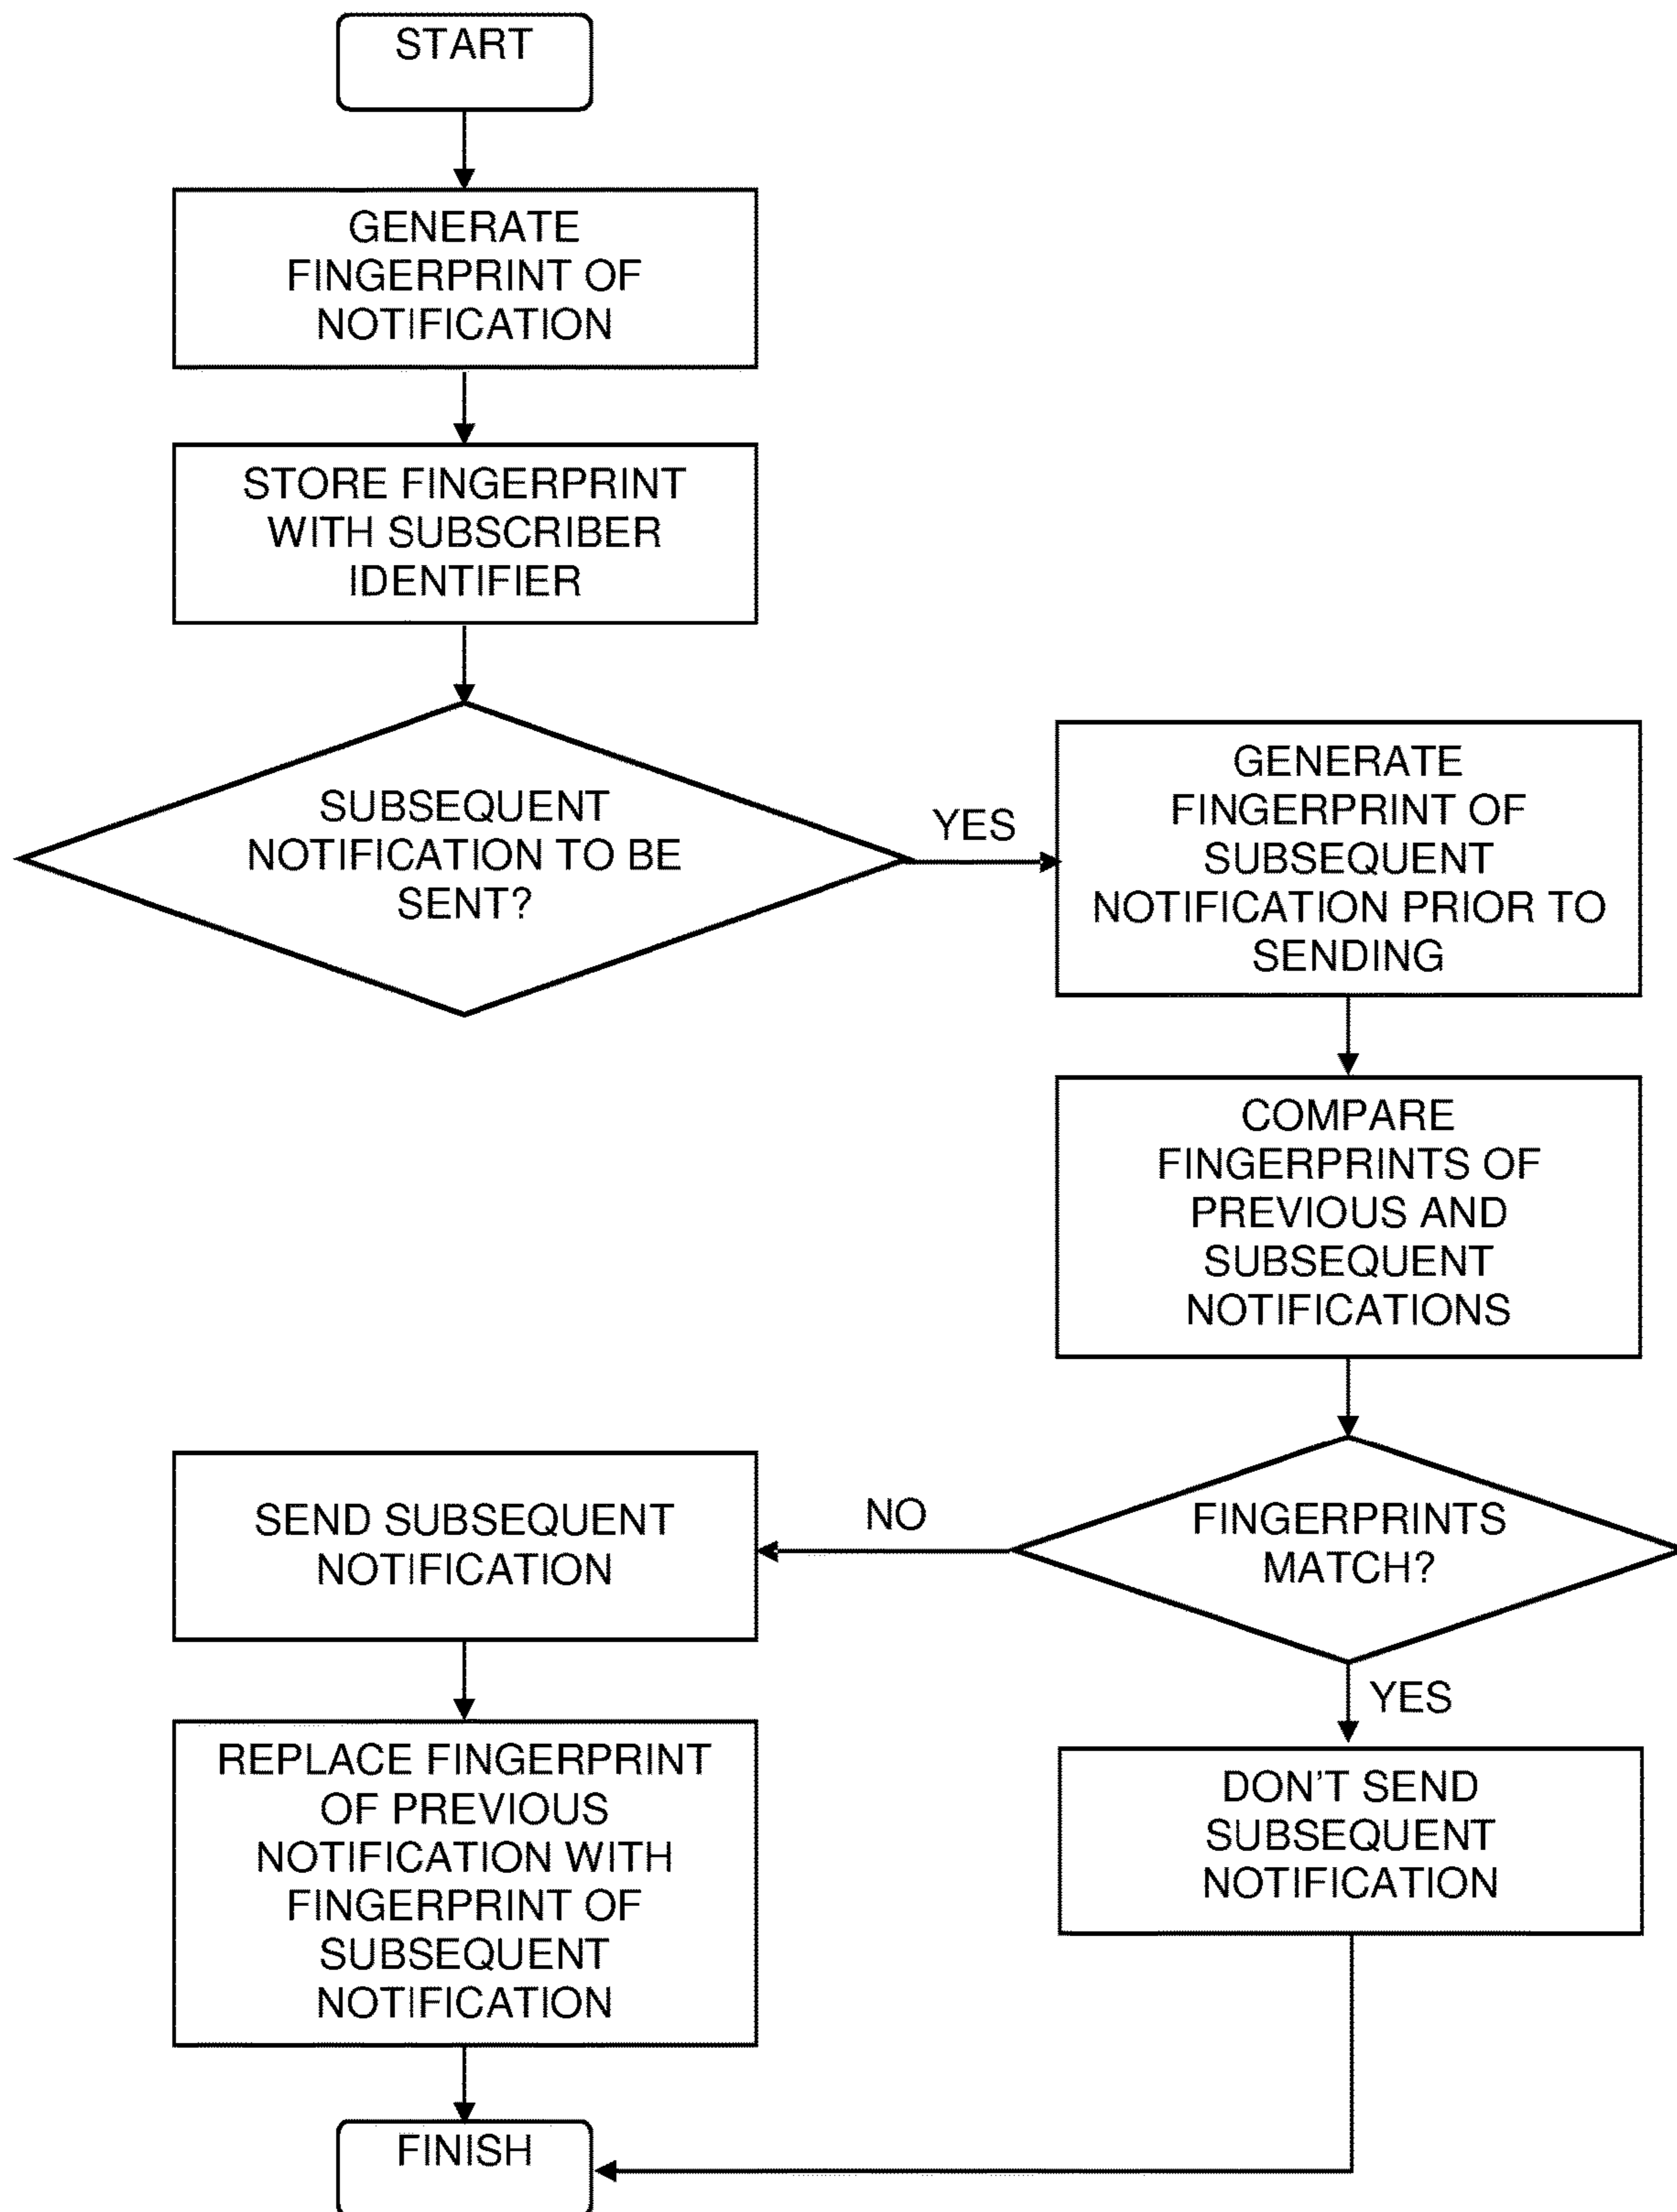 START
GENERATE
FINGERPRINT OF
NOTIFICATION
STORE FINGERPRINT
WITH SUBSCRIBER
IDENTIFIER
SUBSEQUENT
NOTIFICATION TO BE
SENT?
YES
GENERATE
FINGERPRINT OF
SUBSEQUENT
NOTIFICATION PRIOR TO
SENDING
COMPARE
FINGERPRINTS OF
PREVIOUS AND
SUBSEQUENT
NOTIFICATIONS
FINGERPRINTS
MATCH?
NO
SEND SUBSEQUENT
NOTIFICATION
REPLACE FINGERPRINT
OF PREVIOUS
NOTIFICATION WITH
FINGERPRINT OF
SUBSEQUENT
NOTIFICATION
YES
DON'T SEND
SUBSEQUENT
NOTIFICATION
FINISH